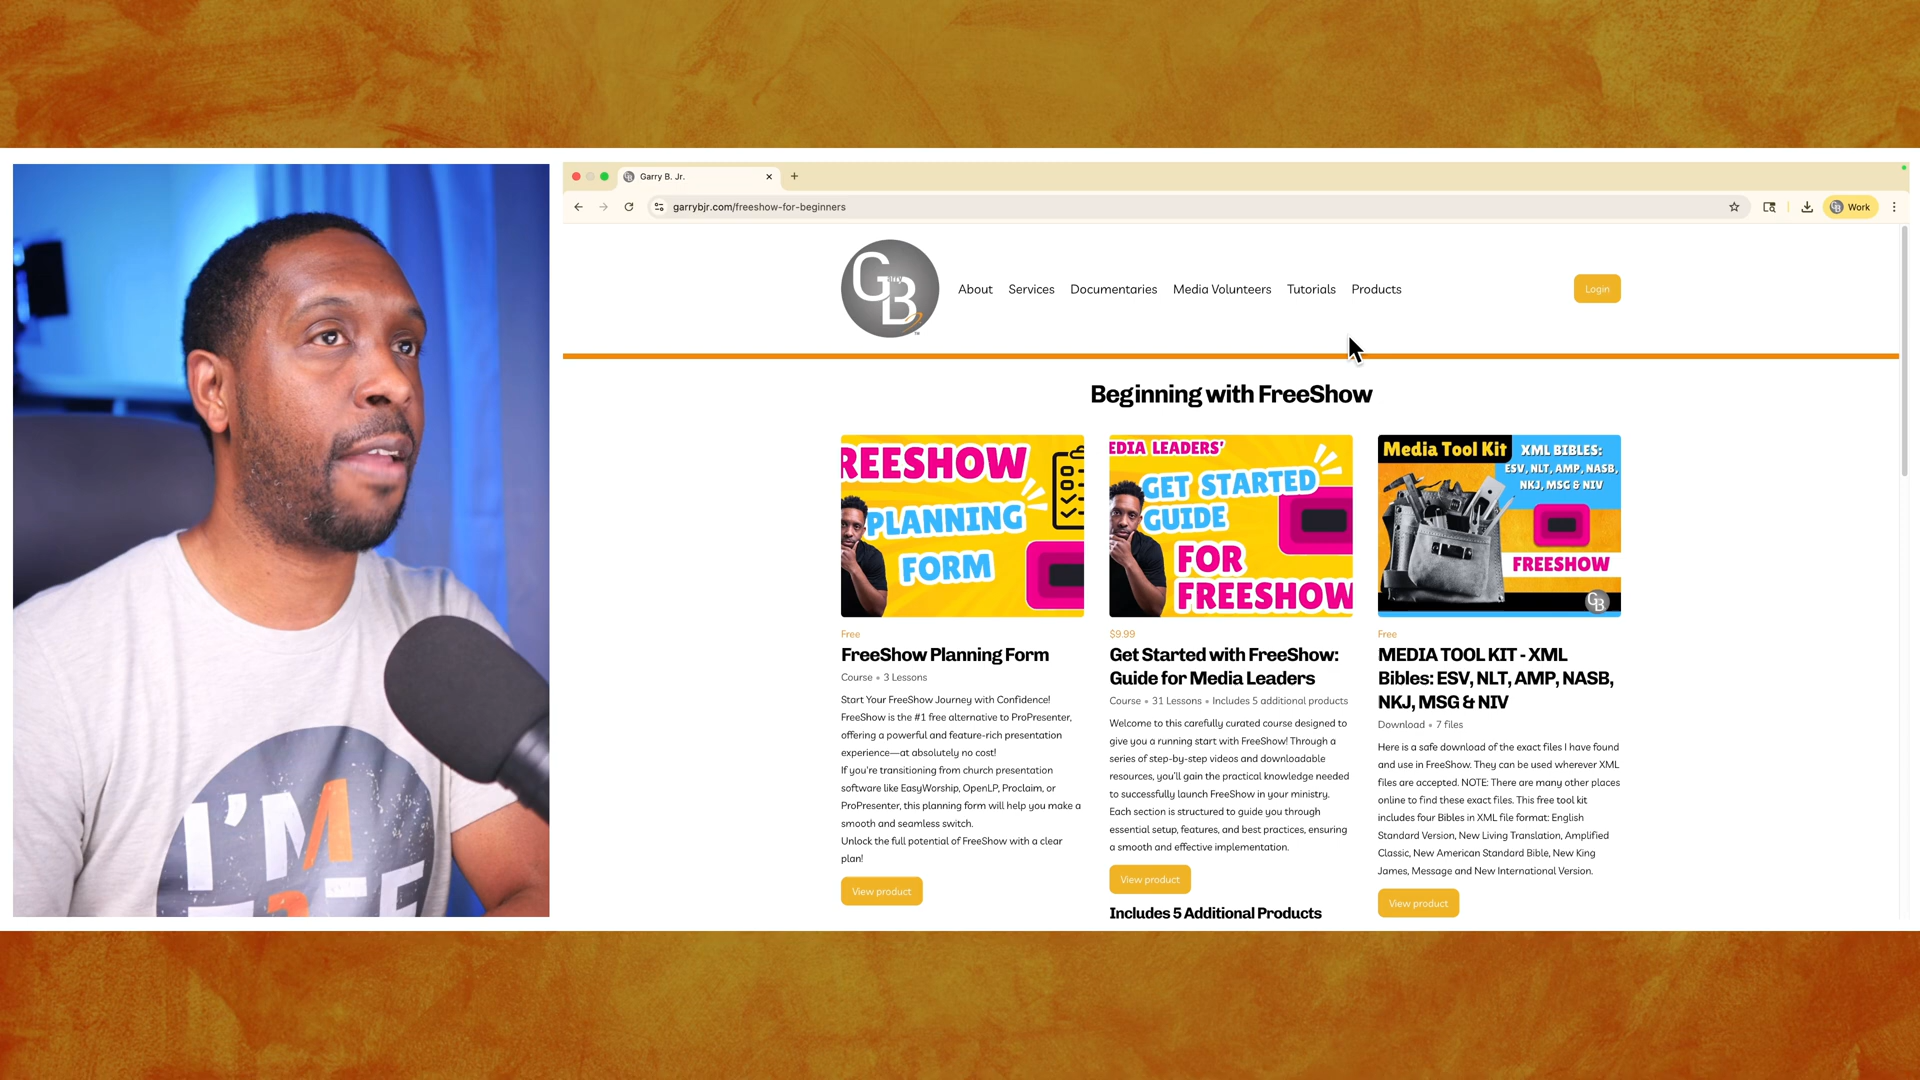 Garry B. Jr.
garrybjr.com/freeshow-for-beginners
Work
G
arry
B
TM
About
Services
Documentaries
Media Volunteers
Tutorials
Products
Login
Beginning with FreeShow
REESHOW
PLANNING
FORM
Free
FreeShow Planning Form
Course • 3 Lessons
Start Your FreeShow Journey with Confidence!
FreeShow is the #1 free alternative to ProPresenter,
offering a powerful and feature-rich presentation
experience—at absolutely no cost!
If you're transitioning from church presentation
software like EasyWorship, OpenLP, Proclaim, or
ProPresenter, this planning form will help you make a
smooth and seamless switch.
Unlock the full potential of FreeShow with a clear
plan!
View product
EDIA LEADERS'
GET STARTED
GUIDE
FOR
FREESHOW
$9.99
Get Started with FreeShow:
Guide for Media Leaders
Course • 31 Lessons • Includes 5 additional products
Welcome to this carefully curated course designed to
give you a running start with FreeShow! Through a
series of step-by-step videos and downloadable
resources, you'll gain the practical knowledge needed
to successfully launch FreeShow in your ministry.
Each section is structured to guide you through
essential setup, features, and best practices, ensuring
a smooth and effective implementation.
View product
Includes 5 Additional Products
Media Tool Kit
XML BIBLES:
ESV, NLT, AMP, NASB,
NKJ, MSG & NIV
FREESHOW
GB
Free
MEDIA TOOL KIT - XML
Bibles: ESV, NLT, AMP, NASB,
NKJ, MSG & NIV
Download • 7 files
Here is a safe download of the exact files I have found
and use in FreeShow. They can be used wherever XML
files are accepted. NOTE: There are many other places
online to find these exact files. This free tool kit
includes four Bibles in XML file format: English
Standard Version, New Living Translation, Amplified
Classic, New American Standard Bible, New King
James, Message and New International Version.
View product
I'M